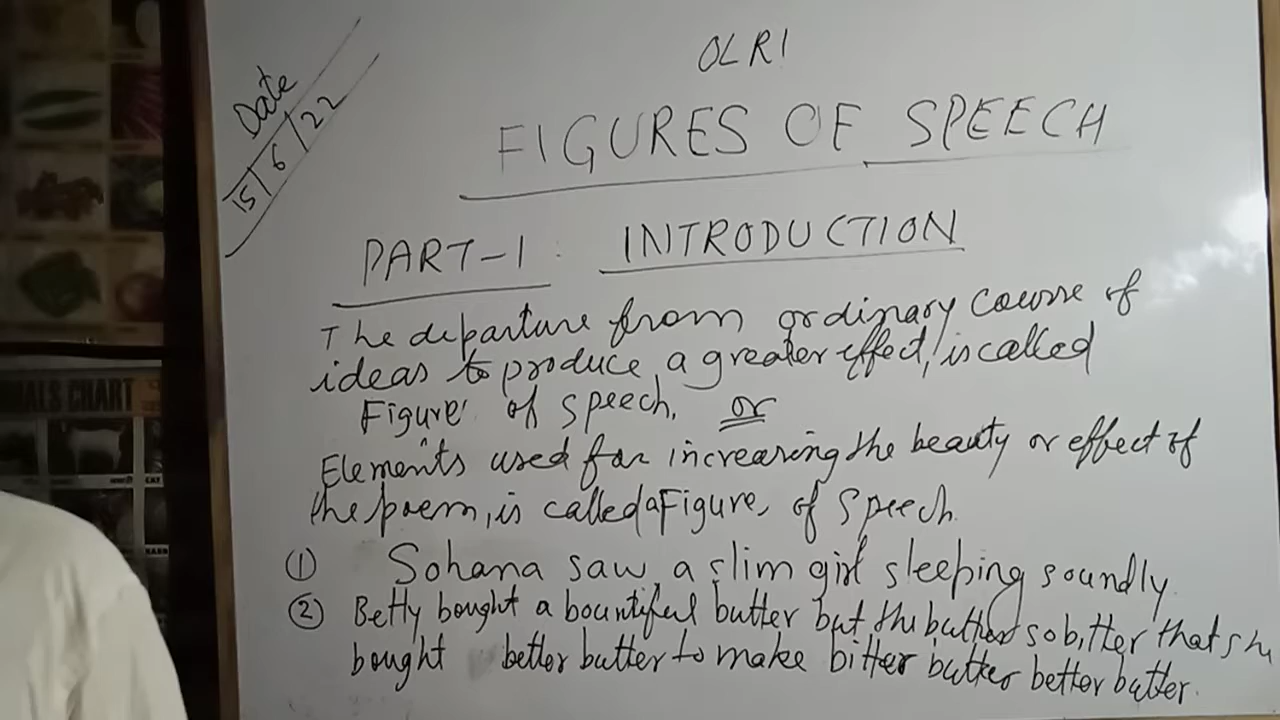 OLRI
Date
15/6/22
FIGURES OF SPEECH
PART-1: INTRODUCTION
The departure from ordinary course of
ideas to produce a greater effect, is called
Figure of speech. or
Elements used for increasing the beauty or effect of
the poem, is called a Figure of Speech.
(1) Sohana saw a slim girl sleeping soundly.
(2) Betty bought a bountiful butter but the butter so bitter that she
bought better butter to make bitter butter better butter.
ALS CHART